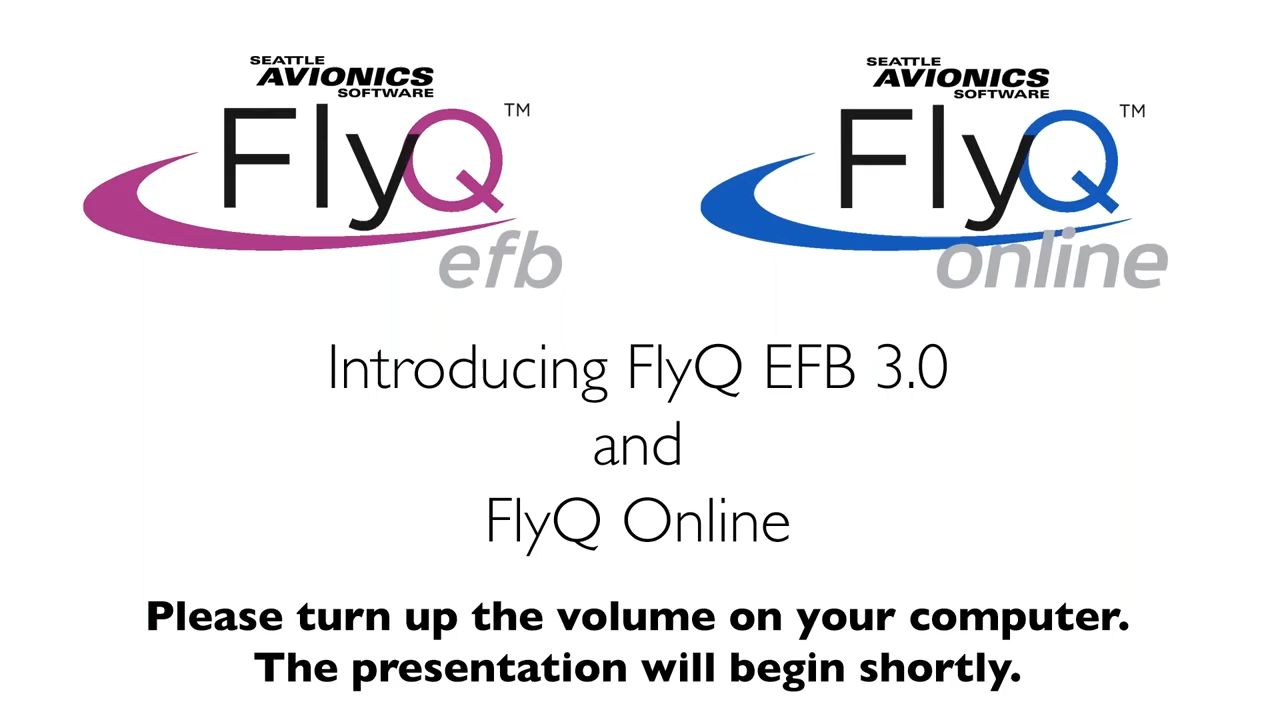 SEATTLE
AVIONICS
SOFTWARE
FlyQ™
efb
SEATTLE
AVIONICS
SOFTWARE
FlyQ™
online
Introducing FlyQ EFB 3.0
and
FlyQ Online
Please turn up the volume on your computer.
The presentation will begin shortly.